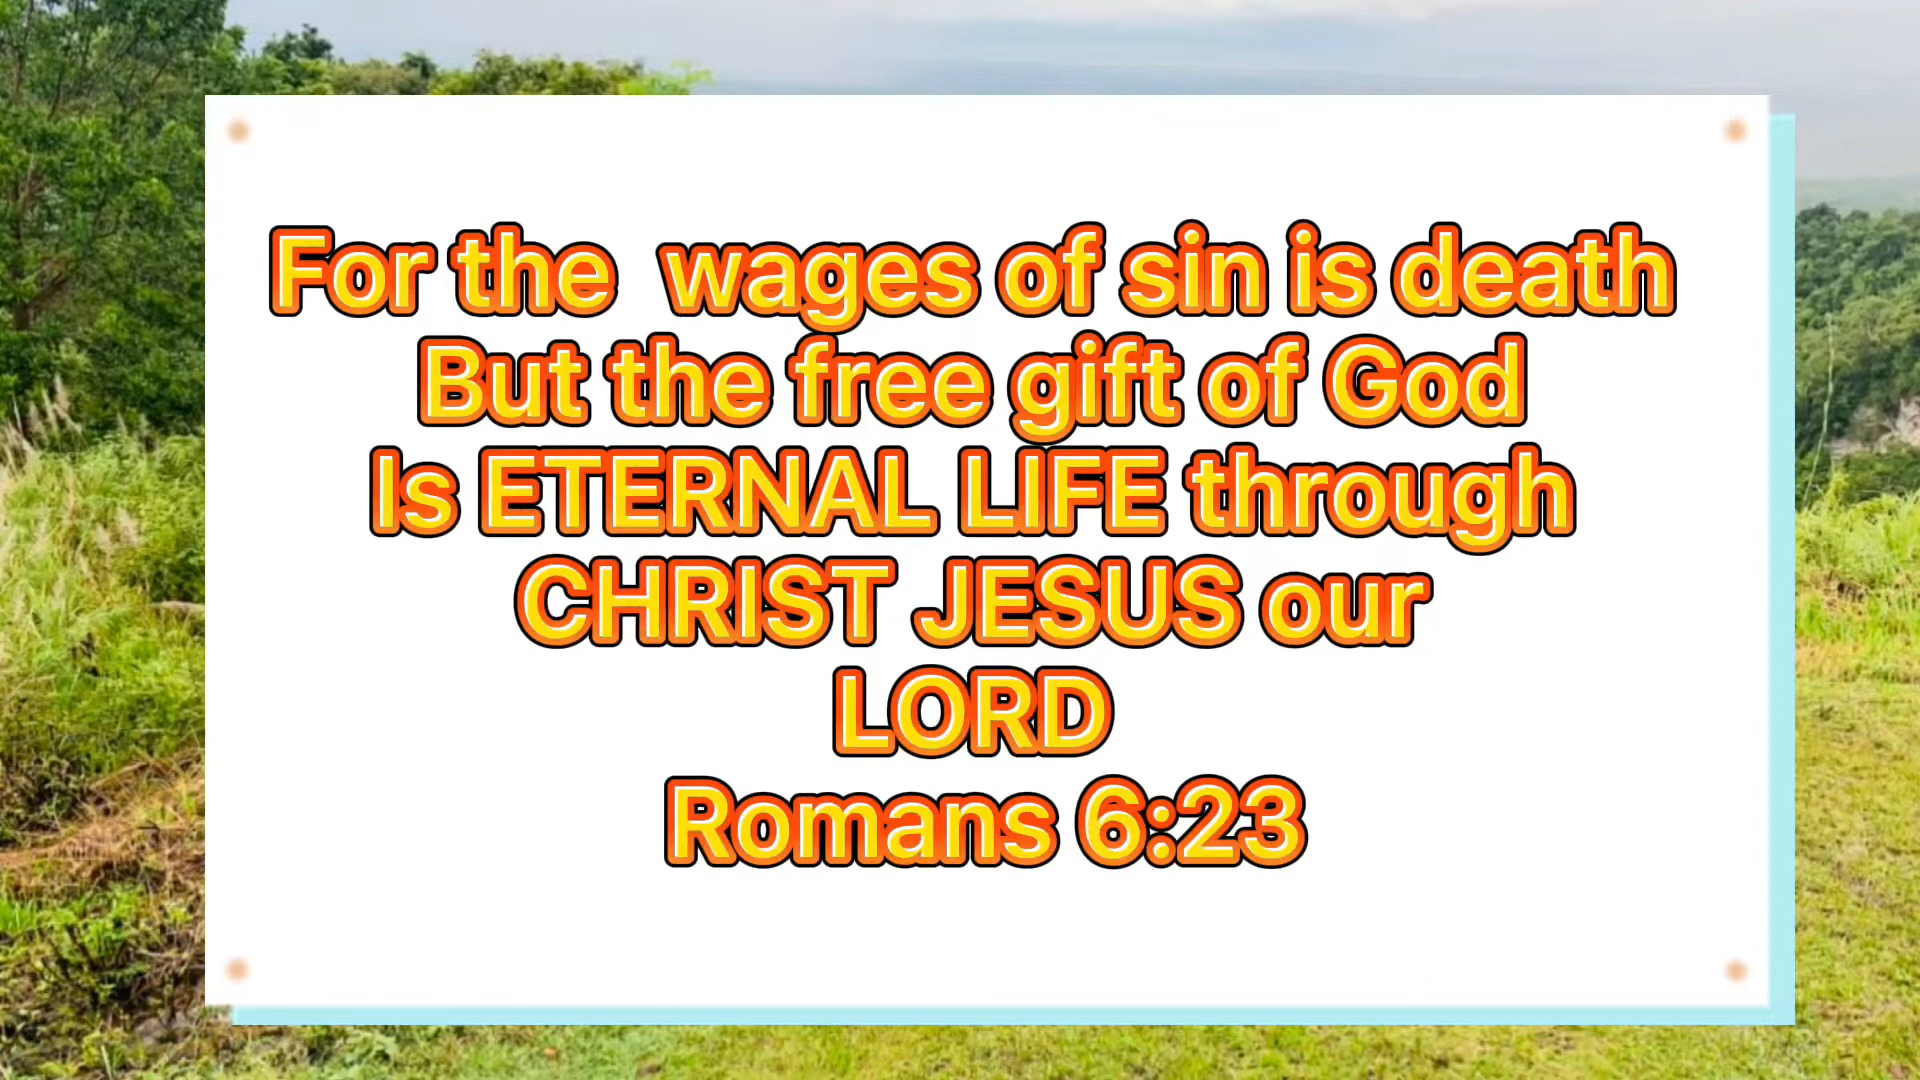 For the  wages of sin is death
But the free gift of God
Is ETERNAL LIFE through
CHRIST JESUS our
LORD
Romans 6:23